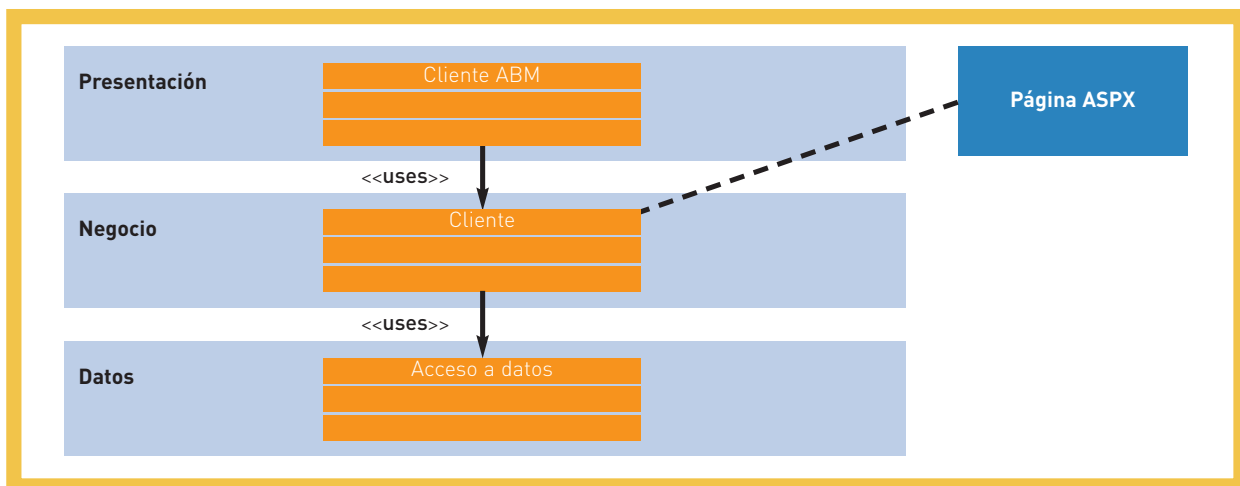 Presentación
Cliente ABM
Página ASPX
<<uses>>
Negocio
Cliente
<<uses>>
Datos
Acceso a datos